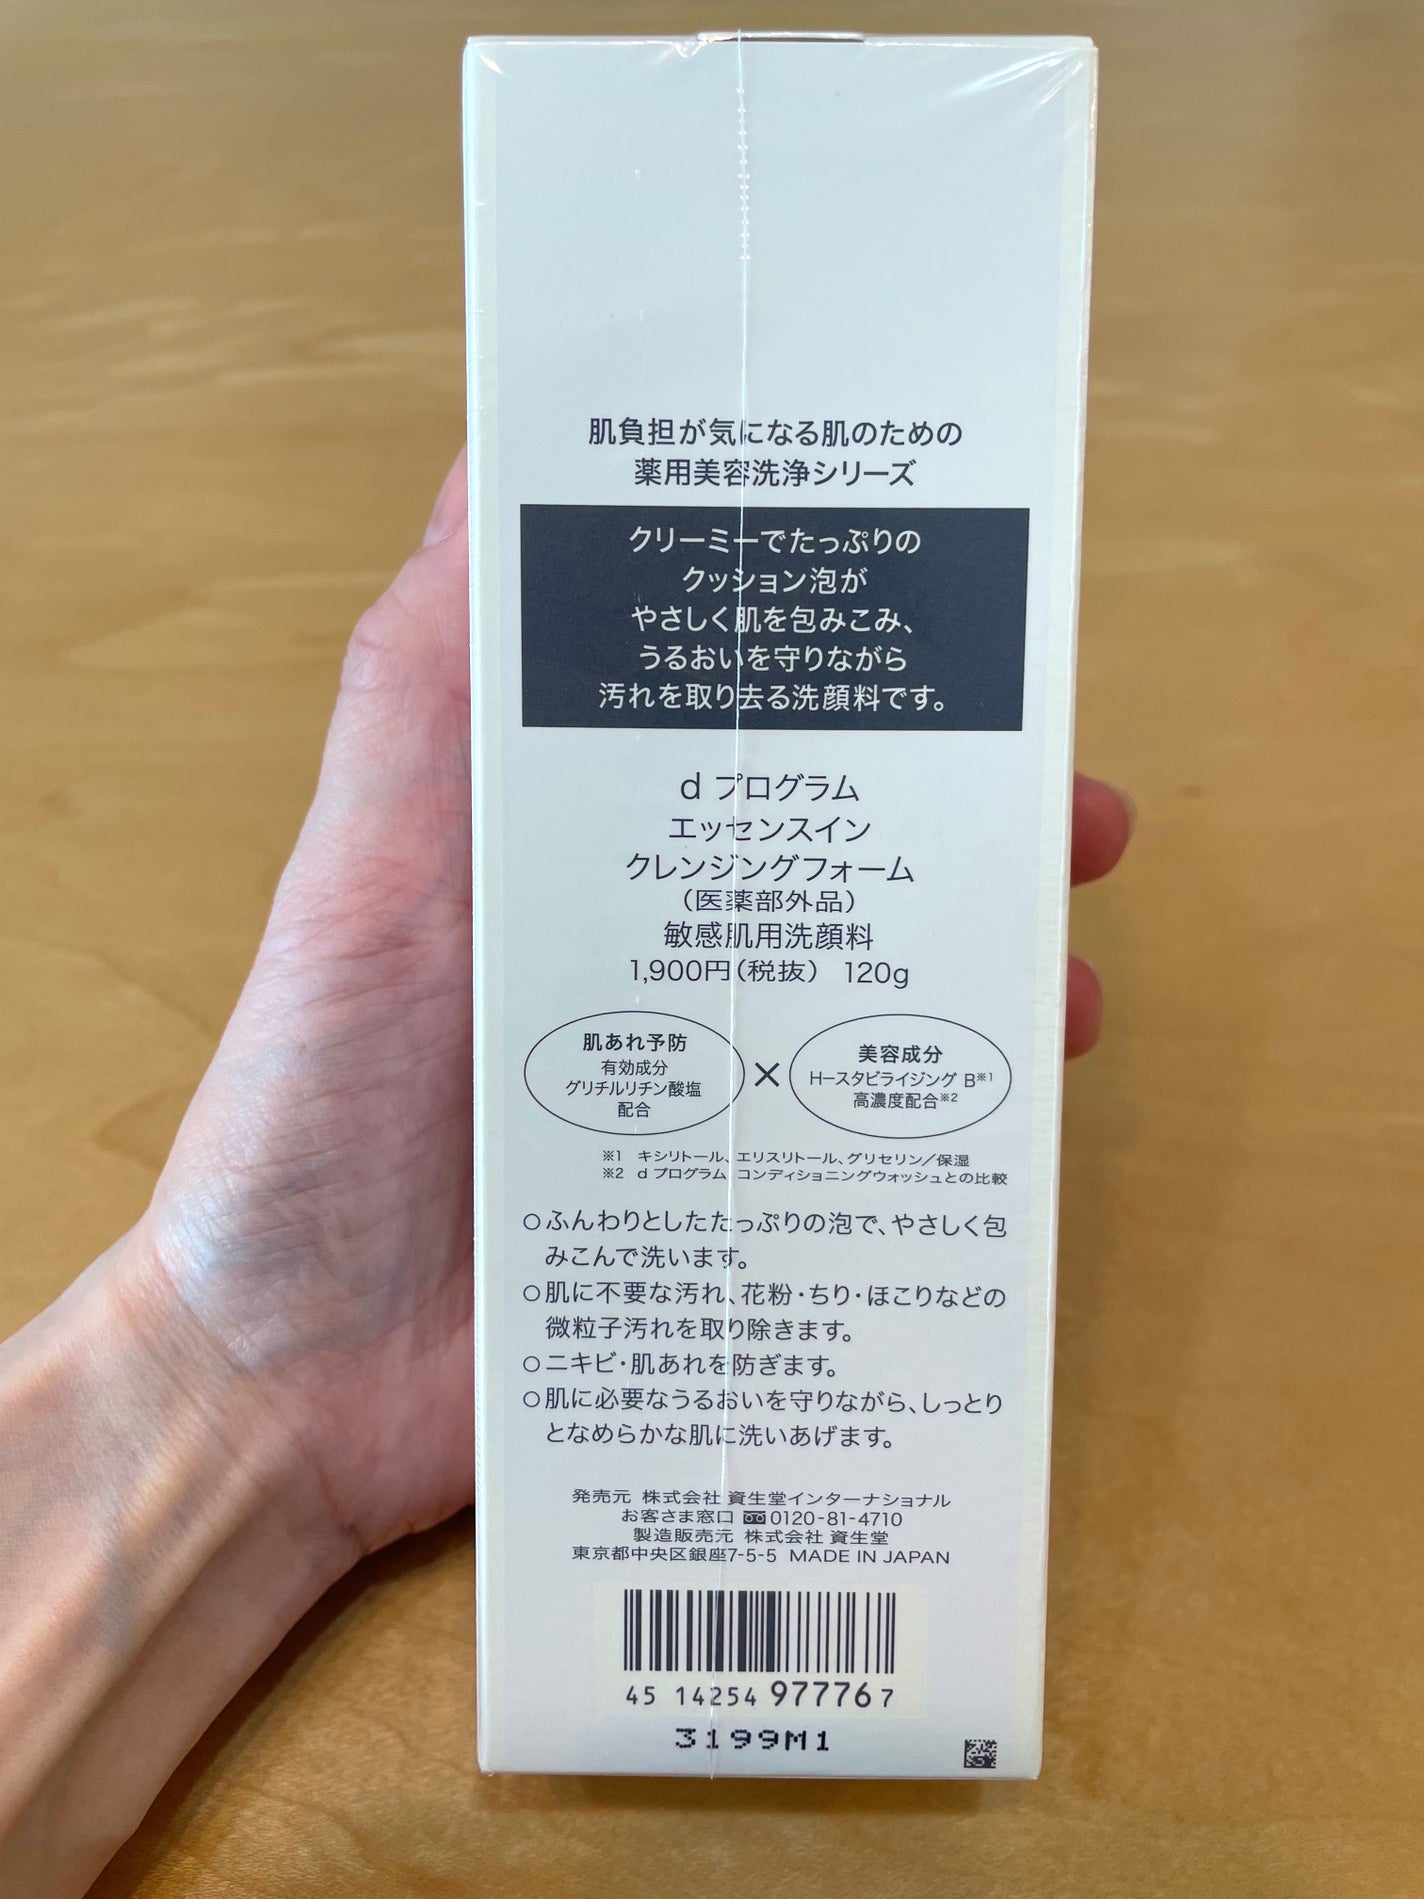 肌負担が気になる肌のための
薬用美容洗浄シリーズ
クリーミーでたっぷりの
クッション泡が
やさしく肌を包みこみ、
うるおいを守りながら
汚れを取り去る洗顔料です。
d プログラム
エッセンスイン
クレンジングフォーム
(医薬部外品)
敏感肌用洗顔料
1,900円(税抜) 120g
肌あれ予防
有効成分
グリチルリチン酸塩
配合
×
美容成分
H−スタビライジング B※1
高濃度配合※2
※1 キシリトール、エリスリトール、グリセリン/保湿
※2 d プログラム コンディショニングウォッシュとの比較
○ふんわりとしたたっぷりの泡で、やさしく包
みこんで洗います。
○肌に不要な汚れ、花粉・ちり・ほこりなどの
微粒子汚れを取り除きます。
○ニキビ・肌あれを防ぎます。
○肌に必要なうるおいを守りながら、しっとり
となめらかな肌に洗いあげます。
発売元 株式会社 資生堂インターナショナル
お客さま窓口 0120-81-4710
製造販売元 株式会社 資生堂
東京都中央区銀座7-5-5 MADE IN JAPAN
45 14254 97776 7
3199M1